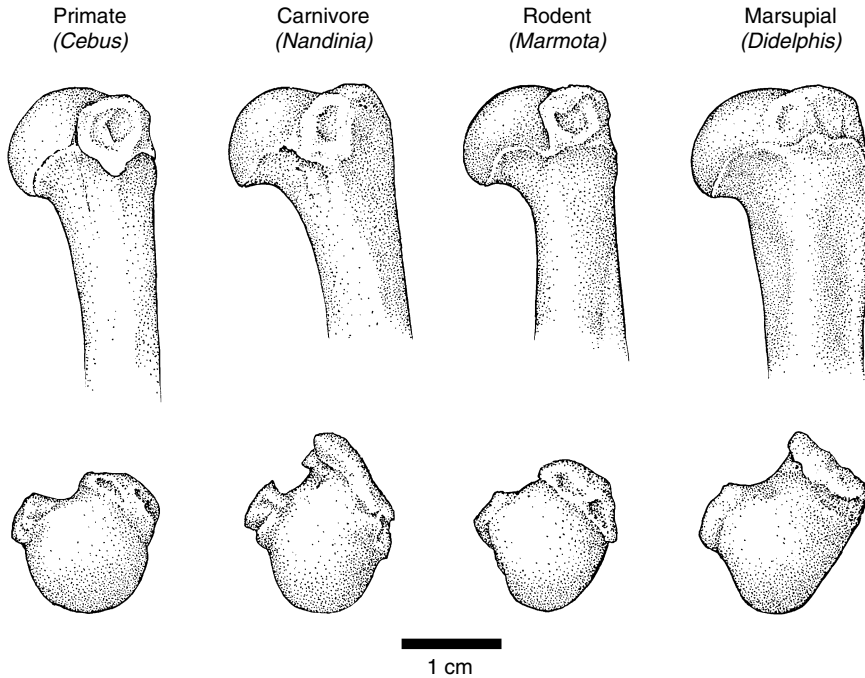 Primate
(Cebus)
Carnivore
(Nandinia)
Rodent
(Marmota)
Marsupial
(Didelphis)
1 cm